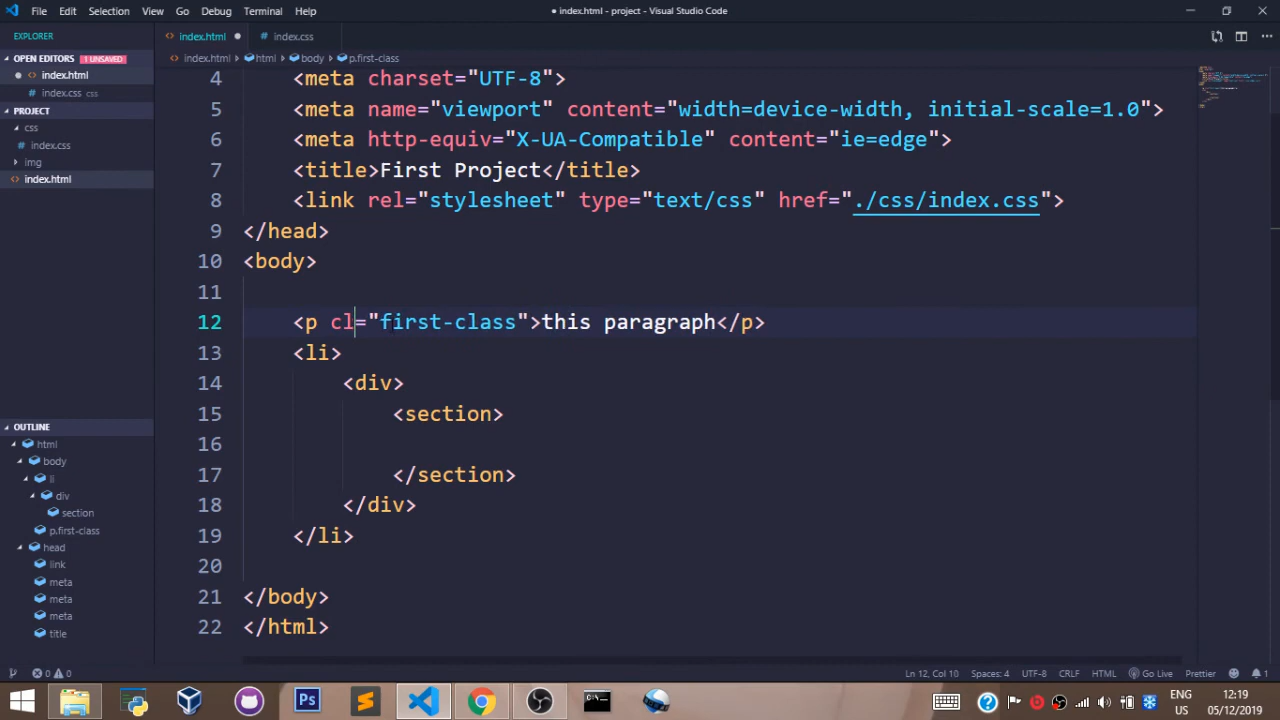 File Edit Selection View Go Debug Terminal Help
● index.html - project - Visual Studio Code
EXPLORER
OPEN EDITORS 1 UNSAVED
index.html
index.css css
PROJECT
css
index.css
img
index.html
OUTLINE
html
body
li
div
section
p.first-class
head
link
meta
meta
meta
title
index.html ● index.css
index.html › html › body › p.first-class
4 <meta charset="UTF-8">
5 <meta name="viewport" content="width=device-width, initial-scale=1.0">
6 <meta http-equiv="X-UA-Compatible" content="ie=edge">
7 <title>First Project</title>
8 <link rel="stylesheet" type="text/css" href="./css/index.css">
9 </head>
10 <body>
11
12 <p cl="first-class">this paragraph</p>
13 <li>
14 <div>
15 <section>
16
17 </section>
18 </div>
19 </li>
20
21 </body>
22 </html>
0 0
Ln 12, Col 10 Spaces: 4 UTF-8 CRLF HTML Go Live Prettier 1
Ps
ENG
US
12:19
05/12/2019